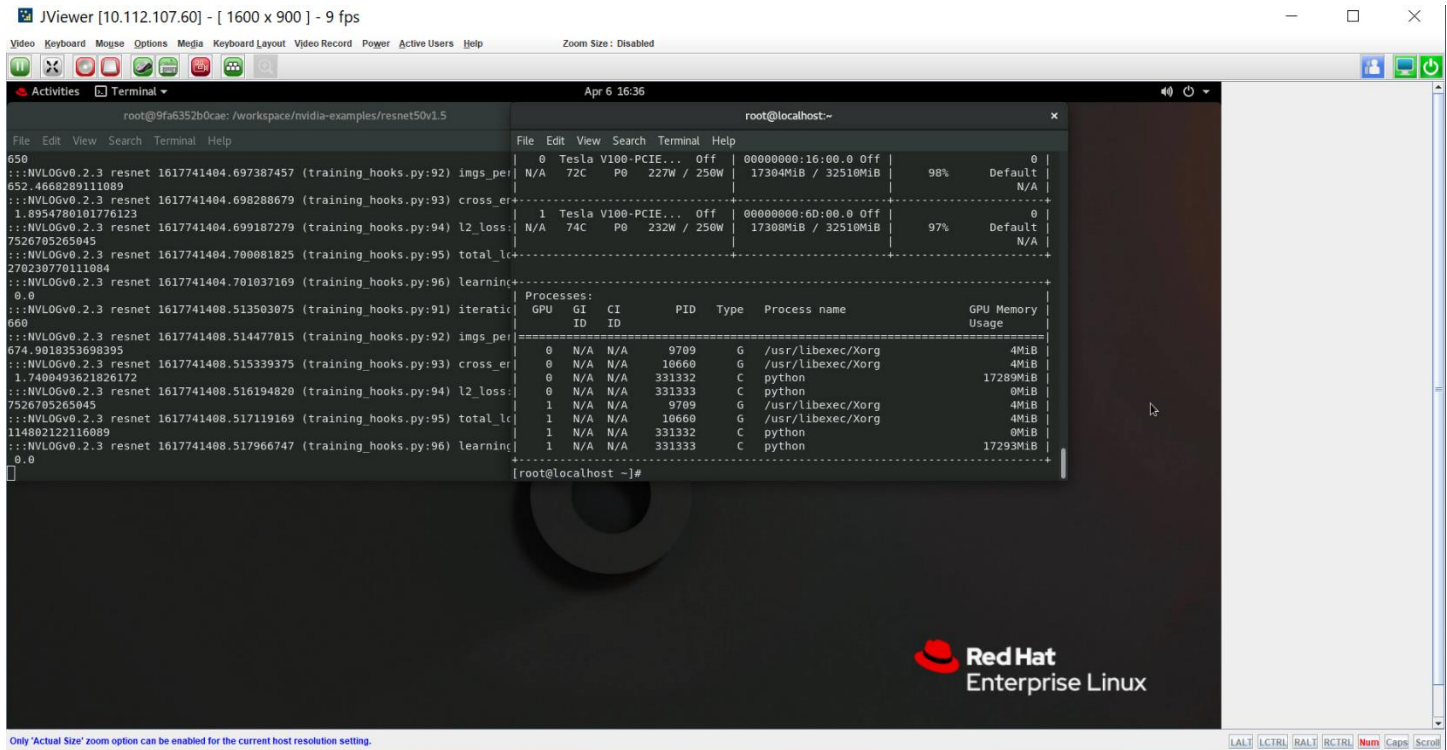 JViewer [10.112.107.60] - [ 1600 x 900 ] - 9 fps
Video Keyboard Mouse Options Media Keyboard Layout Video Record Power Active Users Help Zoom Size : Disabled
Activities Terminal Apr 6 16:36
root@9fa6352b0cae: /workspace/nvidia-examples/resnet50v1.5
File Edit View Search Terminal Help
650
:::NVLOGv0.2.3 resnet 1617741404.697387457 (training_hooks.py:92) imgs_per
652.4668289111089
:::NVLOGv0.2.3 resnet 1617741404.698288679 (training_hooks.py:93) cross_en
1.8954780101776123
:::NVLOGv0.2.3 resnet 1617741404.699187279 (training_hooks.py:94) l2_loss:
7526705265045
:::NVLOGv0.2.3 resnet 1617741404.700081825 (training_hooks.py:95) total_lo
270230770111084
:::NVLOGv0.2.3 resnet 1617741404.701037169 (training_hooks.py:96) learning
0.0
:::NVLOGv0.2.3 resnet 1617741408.513503075 (training_hooks.py:91) iteratio
660
:::NVLOGv0.2.3 resnet 1617741408.514477015 (training_hooks.py:92) imgs_per
674.9018353698395
:::NVLOGv0.2.3 resnet 1617741408.515339375 (training_hooks.py:93) cross_en
1.7400493621826172
:::NVLOGv0.2.3 resnet 1617741408.516194820 (training_hooks.py:94) l2_loss:
7526705265045
:::NVLOGv0.2.3 resnet 1617741408.517119169 (training_hooks.py:95) total_lo
114802122116089
:::NVLOGv0.2.3 resnet 1617741408.517966747 (training_hooks.py:96) learning
0.0
root@localhost:~
File Edit View Search Terminal Help
| 0 Tesla V100-PCIE... Off | 00000000:16:00.0 Off | 0 |
| N/A 72C P0 227W / 250W | 17304MiB / 32510MiB | 98% Default |
| | | N/A |
+-------------------------------+----------------------+----------------------+
| 1 Tesla V100-PCIE... Off | 00000000:6D:00.0 Off | 0 |
| N/A 74C P0 232W / 250W | 17308MiB / 32510MiB | 97% Default |
| | | N/A |
+-------------------------------+----------------------+----------------------+
+-----------------------------------------------------------------------------+
| Processes: |
| GPU GI CI PID Type Process name GPU Memory |
| ID ID Usage |
|=============================================================================|
| 0 N/A N/A 9709 G /usr/libexec/Xorg 4MiB |
| 0 N/A N/A 10660 G /usr/libexec/Xorg 4MiB |
| 0 N/A N/A 331332 C python 17289MiB |
| 0 N/A N/A 331333 C python 0MiB |
| 1 N/A N/A 9709 G /usr/libexec/Xorg 4MiB |
| 1 N/A N/A 10660 G /usr/libexec/Xorg 4MiB |
| 1 N/A N/A 331332 C python 0MiB |
| 1 N/A N/A 331333 C python 17293MiB |
+-----------------------------------------------------------------------------+
[root@localhost ~]#
Red Hat
Enterprise Linux
Only 'Actual Size' zoom option can be enabled for the current host resolution setting.
LALT LCTRL RALT RCTRL Num Caps Scroll